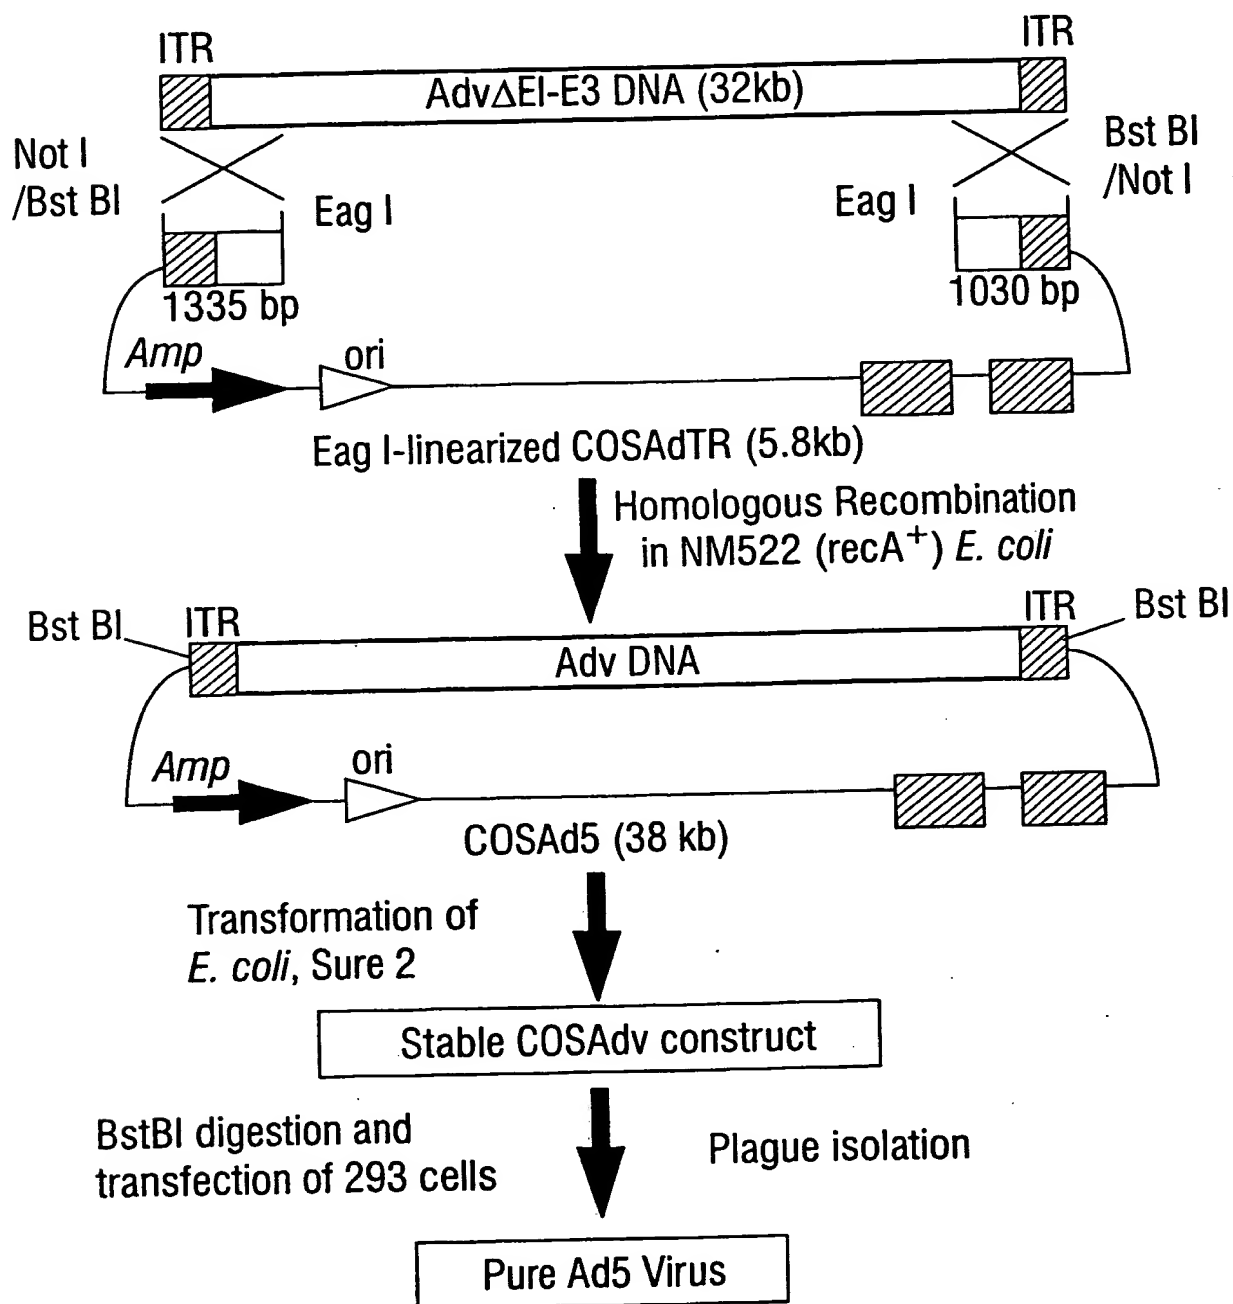 ITR
ITR
Adv∆EI-E3 DNA (32kb)
Not I
/Bst BI
Bst BI
/Not I
Eag I
Eag I
1335 bp
1030 bp
Amp
ori
Eag I-linearized COSAdTR (5.8kb)
Homologous Recombination
in NM522 (recA+) E. coli
Bst BI
ITR
ITR
Bst BI
Adv DNA
Amp
ori
COSAd5 (38 kb)
Transformation of
E. coli, Sure 2
Stable COSAdv construct
BstBI digestion and
transfection of 293 cells
Plague isolation
Pure Ad5 Virus